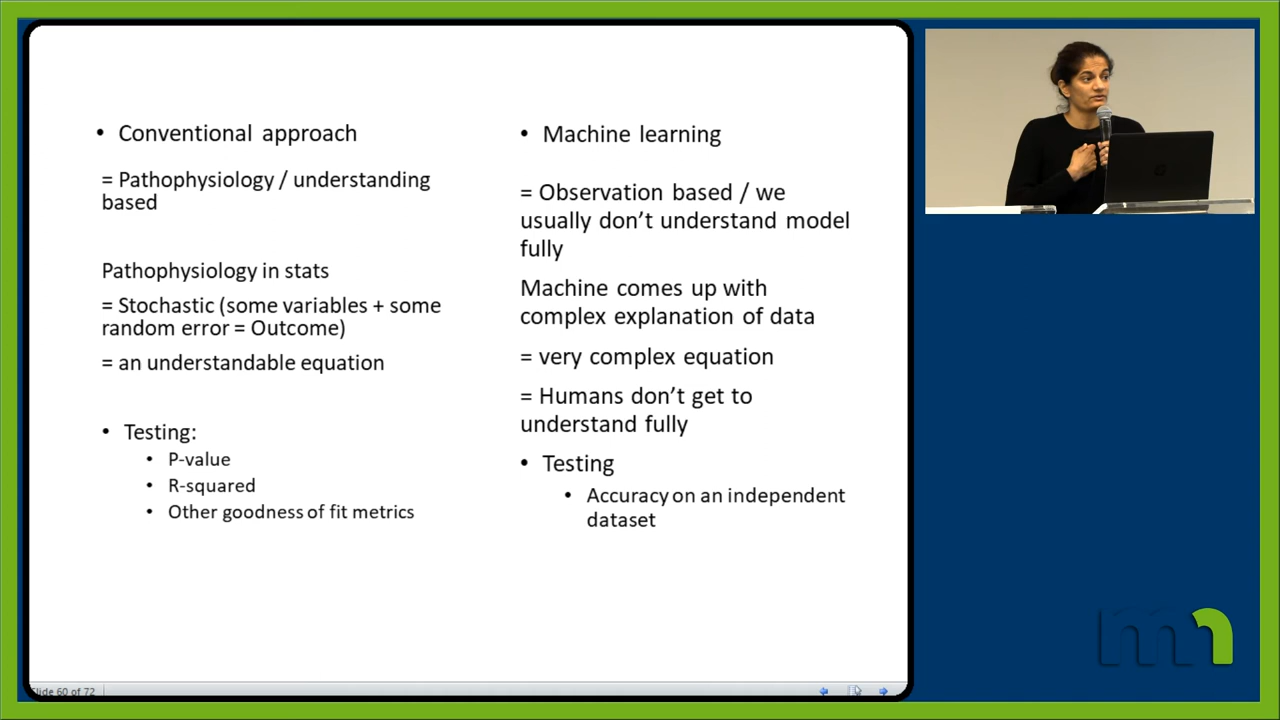 • Conventional approach
= Pathophysiology / understanding
based
Pathophysiology in stats
= Stochastic (some variables + some
random error = Outcome)
= an understandable equation
• Testing:
• P-value
• R-squared
• Other goodness of fit metrics
• Machine learning
= Observation based / we
usually don’t understand model
fully
Machine comes up with
complex explanation of data
= very complex equation
= Humans don’t get to
understand fully
• Testing
• Accuracy on an independent
dataset
Slide 60 of 72
mn